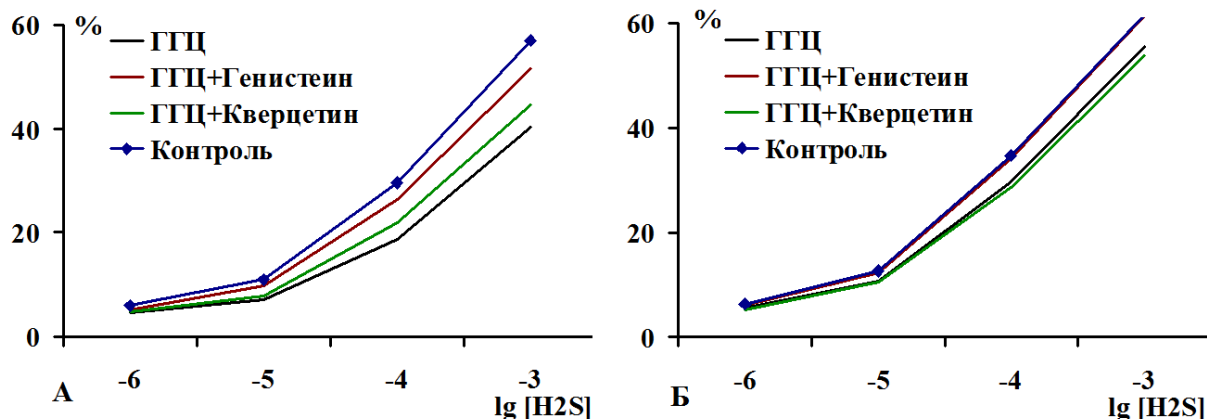 60
%
ГГЦ
ГГЦ+Генистеин
40
ГГЦ+Кверцетин
Контроль
20
0
-6
-5
-4
-3
А
lg [H2S]
60
%
ГГЦ
ГГЦ+Генистеин
ГГЦ+Кверцетин
40
Контроль
20
0
-6
-5
-4
-3
Б
lg [H2S]